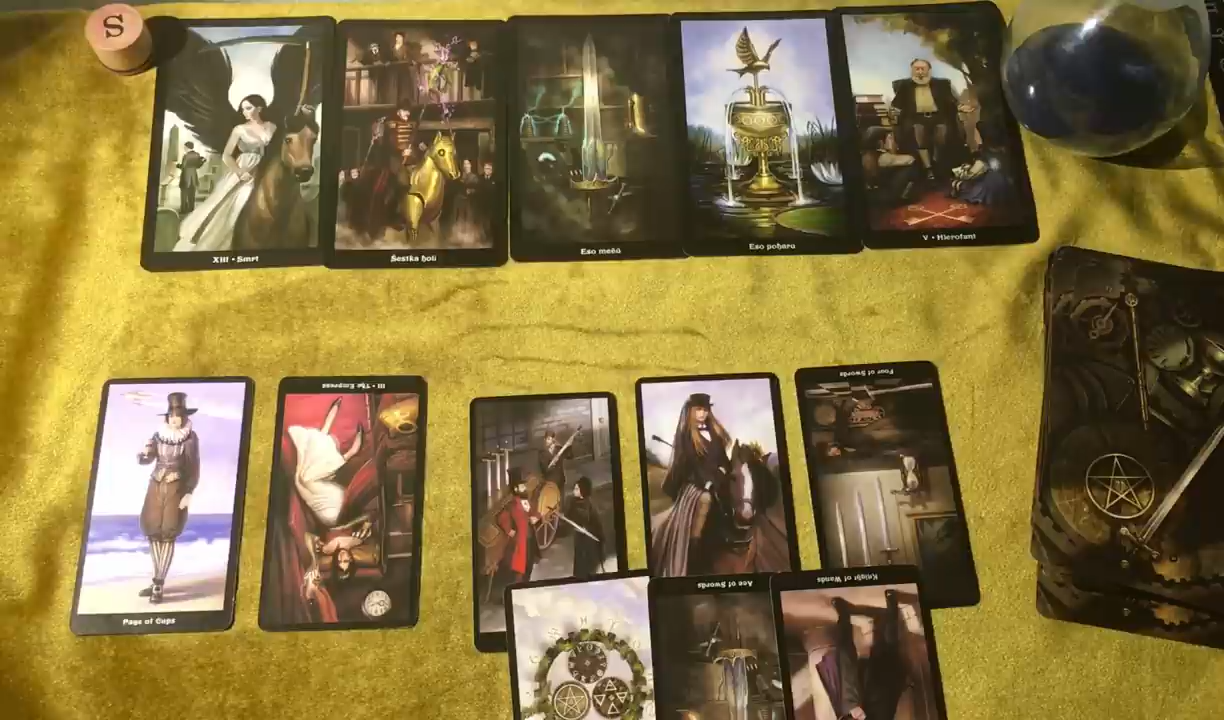 S
XIII • Smrt
Šestka holí
Eso mečů
Eso poháru
V • Hierofant
Page of Cups
III • The Empress
Four of Swords
Ace of Swords
Knight of Wands